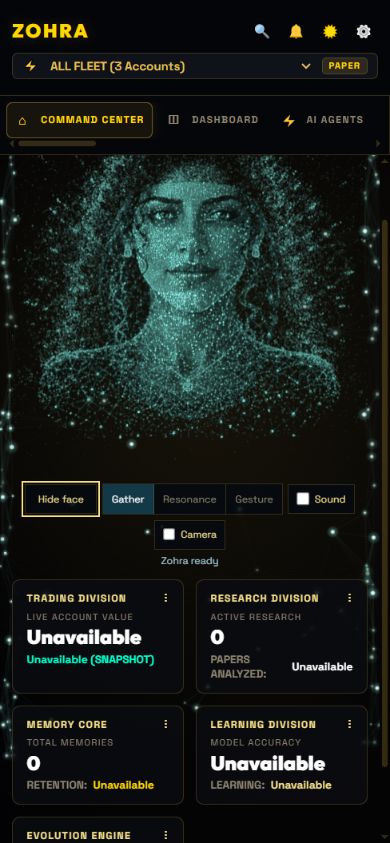 ZOHRA
ALL FLEET (3 Accounts)
PAPER
COMMAND CENTER
DASHBOARD
AI AGENTS
Hide face
Gather
Resonance
Gesture
Sound
Camera
Zohra ready
TRADING DIVISION
LIVE ACCOUNT VALUE
Unavailable
Unavailable (SNAPSHOT)
RESEARCH DIVISION
ACTIVE RESEARCH
0
PAPERS ANALYZED: Unavailable
MEMORY CORE
TOTAL MEMORIES
0
RETENTION: Unavailable
LEARNING DIVISION
MODEL ACCURACY
Unavailable
LEARNING: Unavailable
EVOLUTION ENGINE